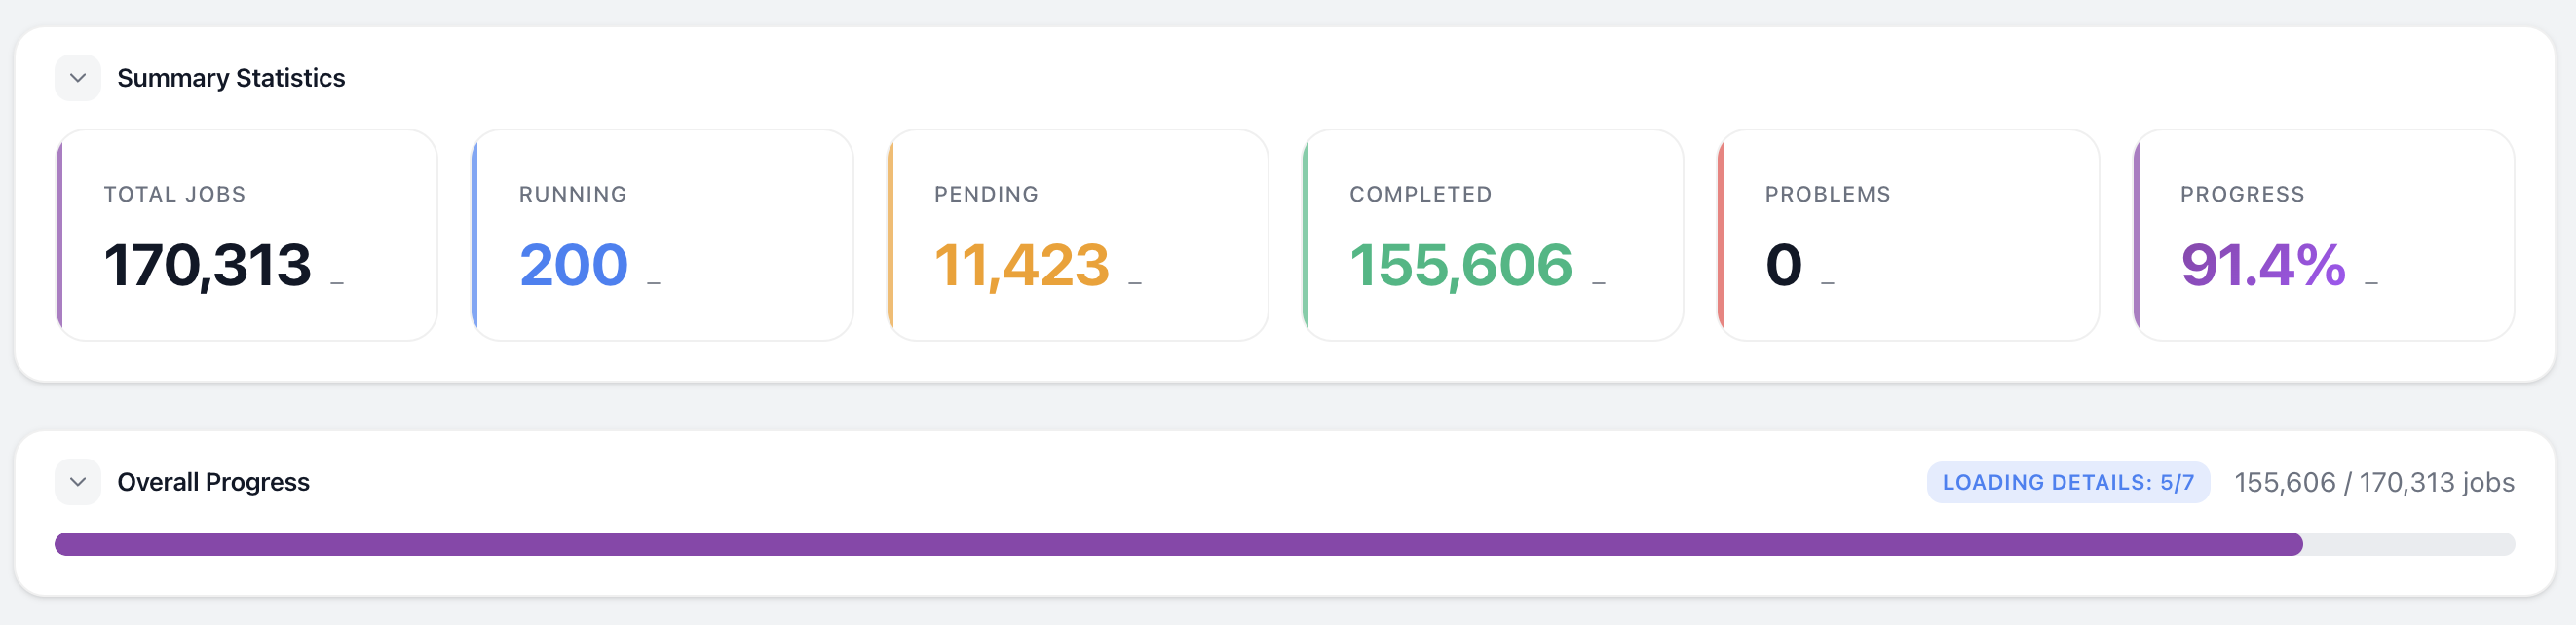 Summary Statistics
TOTAL JOBS
170,313 –
RUNNING
200 –
PENDING
11,423 –
COMPLETED
155,606 –
PROBLEMS
0 –
PROGRESS
91.4% –
Overall Progress
LOADING DETAILS: 5/7 155,606 / 170,313 jobs